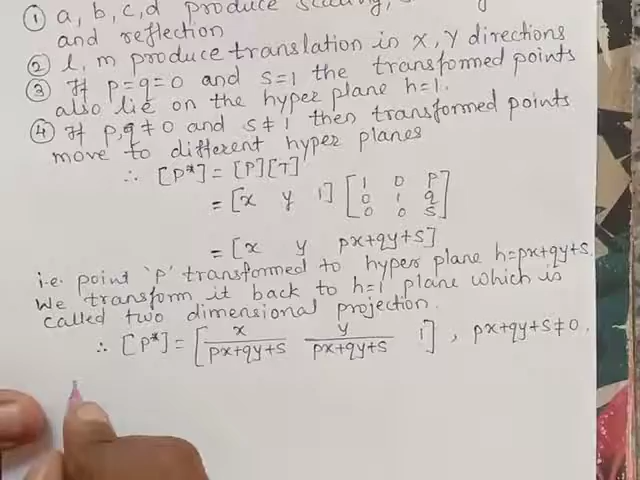 ① a, b, c, d produce scaling,
and reflection
② l, m produce translation in X, Y directions
③ If p=q=0 and s=1 the transformed points
also lie on the hyper plane h=1.
④ If p,q ≠ 0 and s ≠ 1 then transformed points
move to different hyper planes
∴ [P*] = [P][T]
= [x y 1] [1 0 p
0 1 q
0 0 s]
= [x y px+qy+s]
i.e. point 'p' transformed to hyper plane h=px+qy+s.
We transform it back to h=1 plane which is
called two dimensional projection.
∴ [P*] = [x/(px+qy+s) y/(px+qy+s) 1] , px+qy+s≠0.